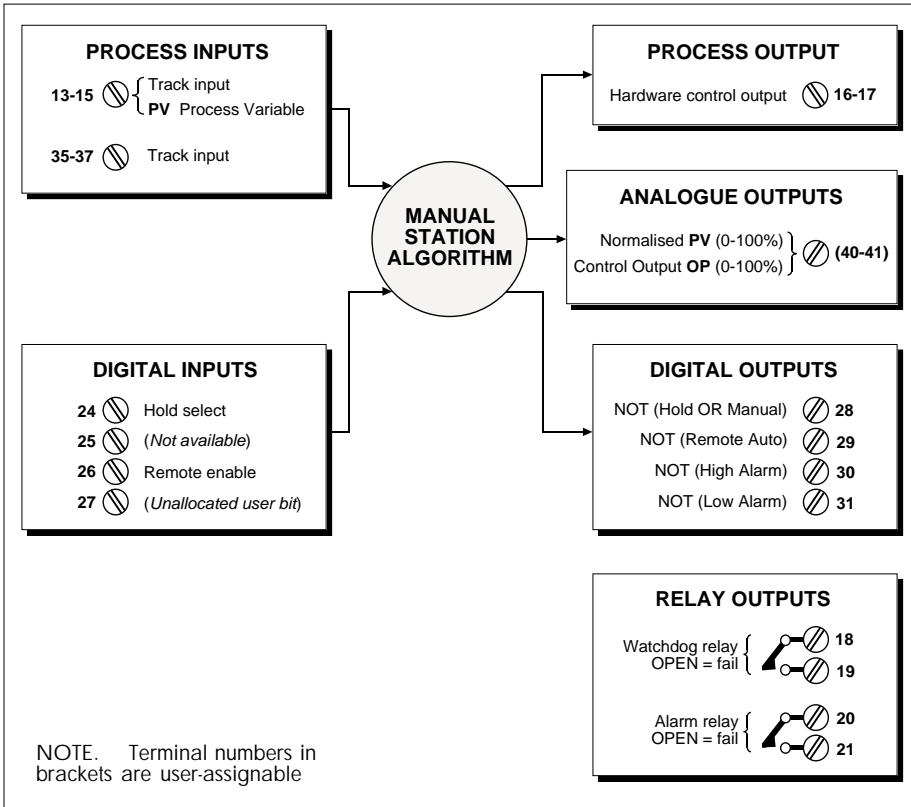 PROCESS INPUTS
13-15 Track input
PV Process Variable
35-37 Track input
DIGITAL INPUTS
24 Hold select
25 (Not available)
26 Remote enable
27 (Unallocated user bit)
MANUAL
STATION
ALGORITHM
PROCESS OUTPUT
Hardware control output 16-17
ANALOGUE OUTPUTS
Normalised PV (0-100%)
Control Output OP (0-100%) (40-41)
DIGITAL OUTPUTS
NOT (Hold OR Manual) 28
NOT (Remote Auto) 29
NOT (High Alarm) 30
NOT (Low Alarm) 31
RELAY OUTPUTS
Watchdog relay 18
OPEN = fail 19
Alarm relay 20
OPEN = fail 21
NOTE. Terminal numbers in
brackets are user-assignable